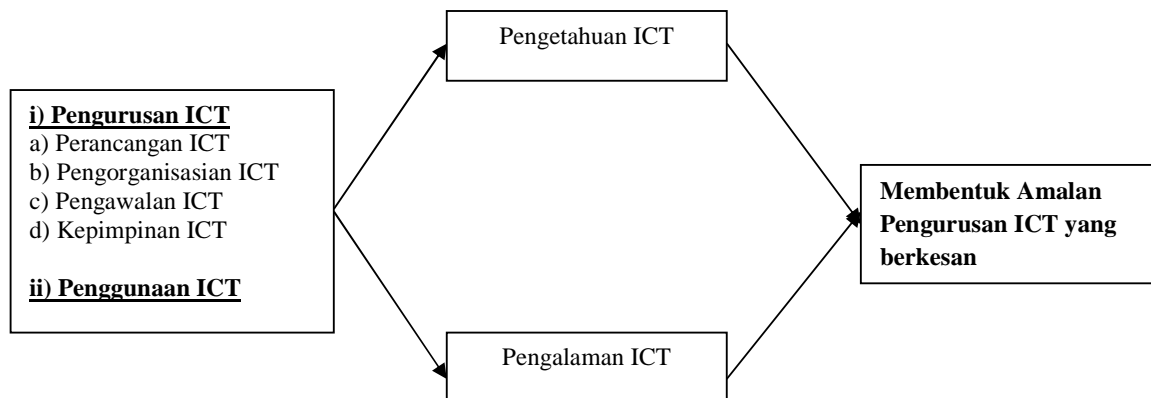 Pengetahuan ICT
i) Pengurusan ICT
a) Perancangan ICT
b) Pengorganisasian ICT
c) Pengawalan ICT
d) Kepimpinan ICT
ii) Penggunaan ICT
Membentuk Amalan
Pengurusan ICT yang
berkesan
Pengalaman ICT